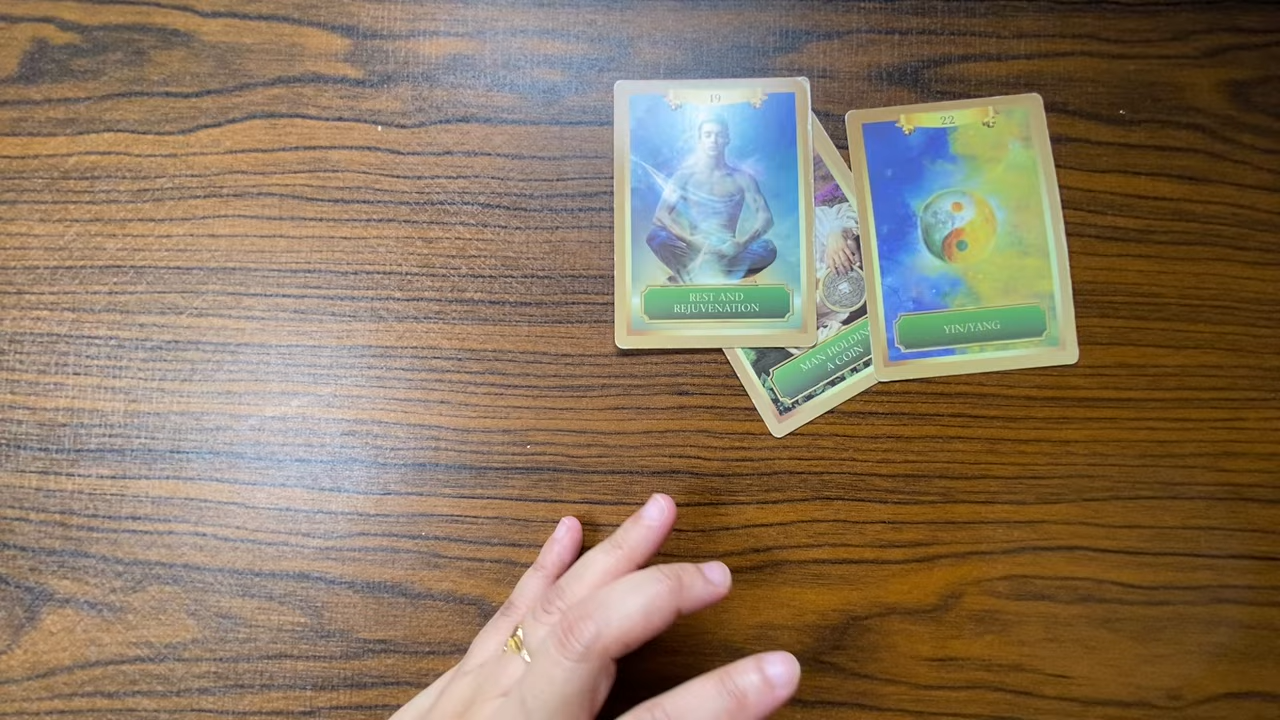 19
REST AND
REJUVENATION
MAN HOLDING
A COIN
22
YIN/YANG